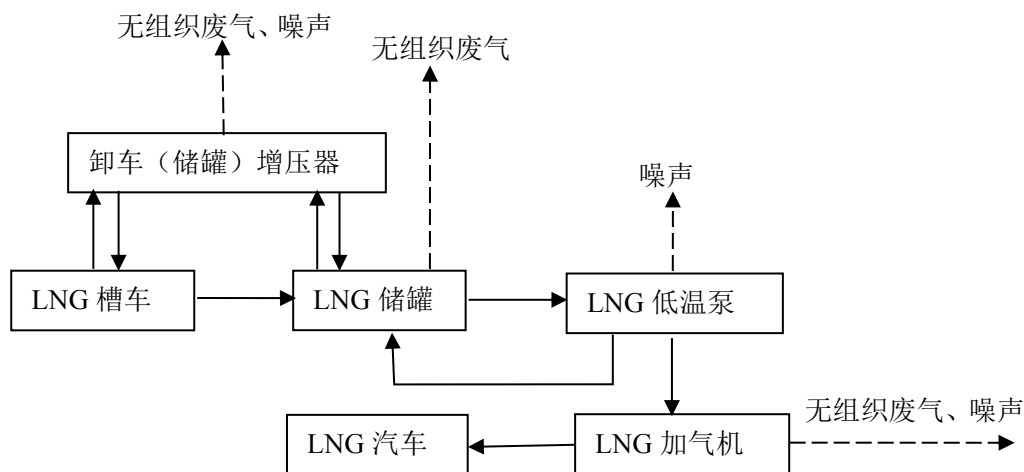 无组织废气、噪声
无组织废气
卸车（储罐）增压器
噪声
LNG 槽车
LNG 储罐
LNG 低温泵
无组织废气、噪声
LNG 汽车
LNG 加气机